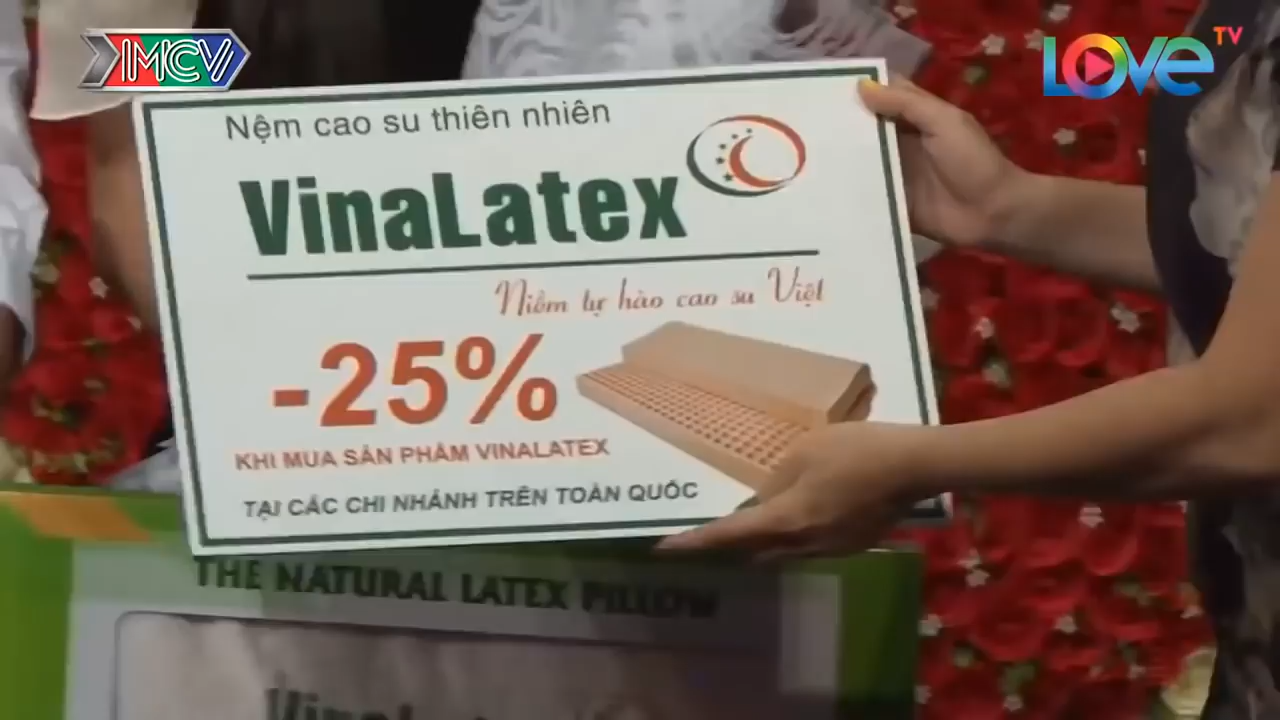 MCV
LOVE TV
Nệm cao su thiên nhiên
VinaLatex
Niềm tự hào cao su Việt
-25%
KHI MUA SẢN PHẨM VINALATEX
TẠI CÁC CHI NHÁNH TRÊN TOÀN QUỐC
THE NATURAL LATEX PILLOW